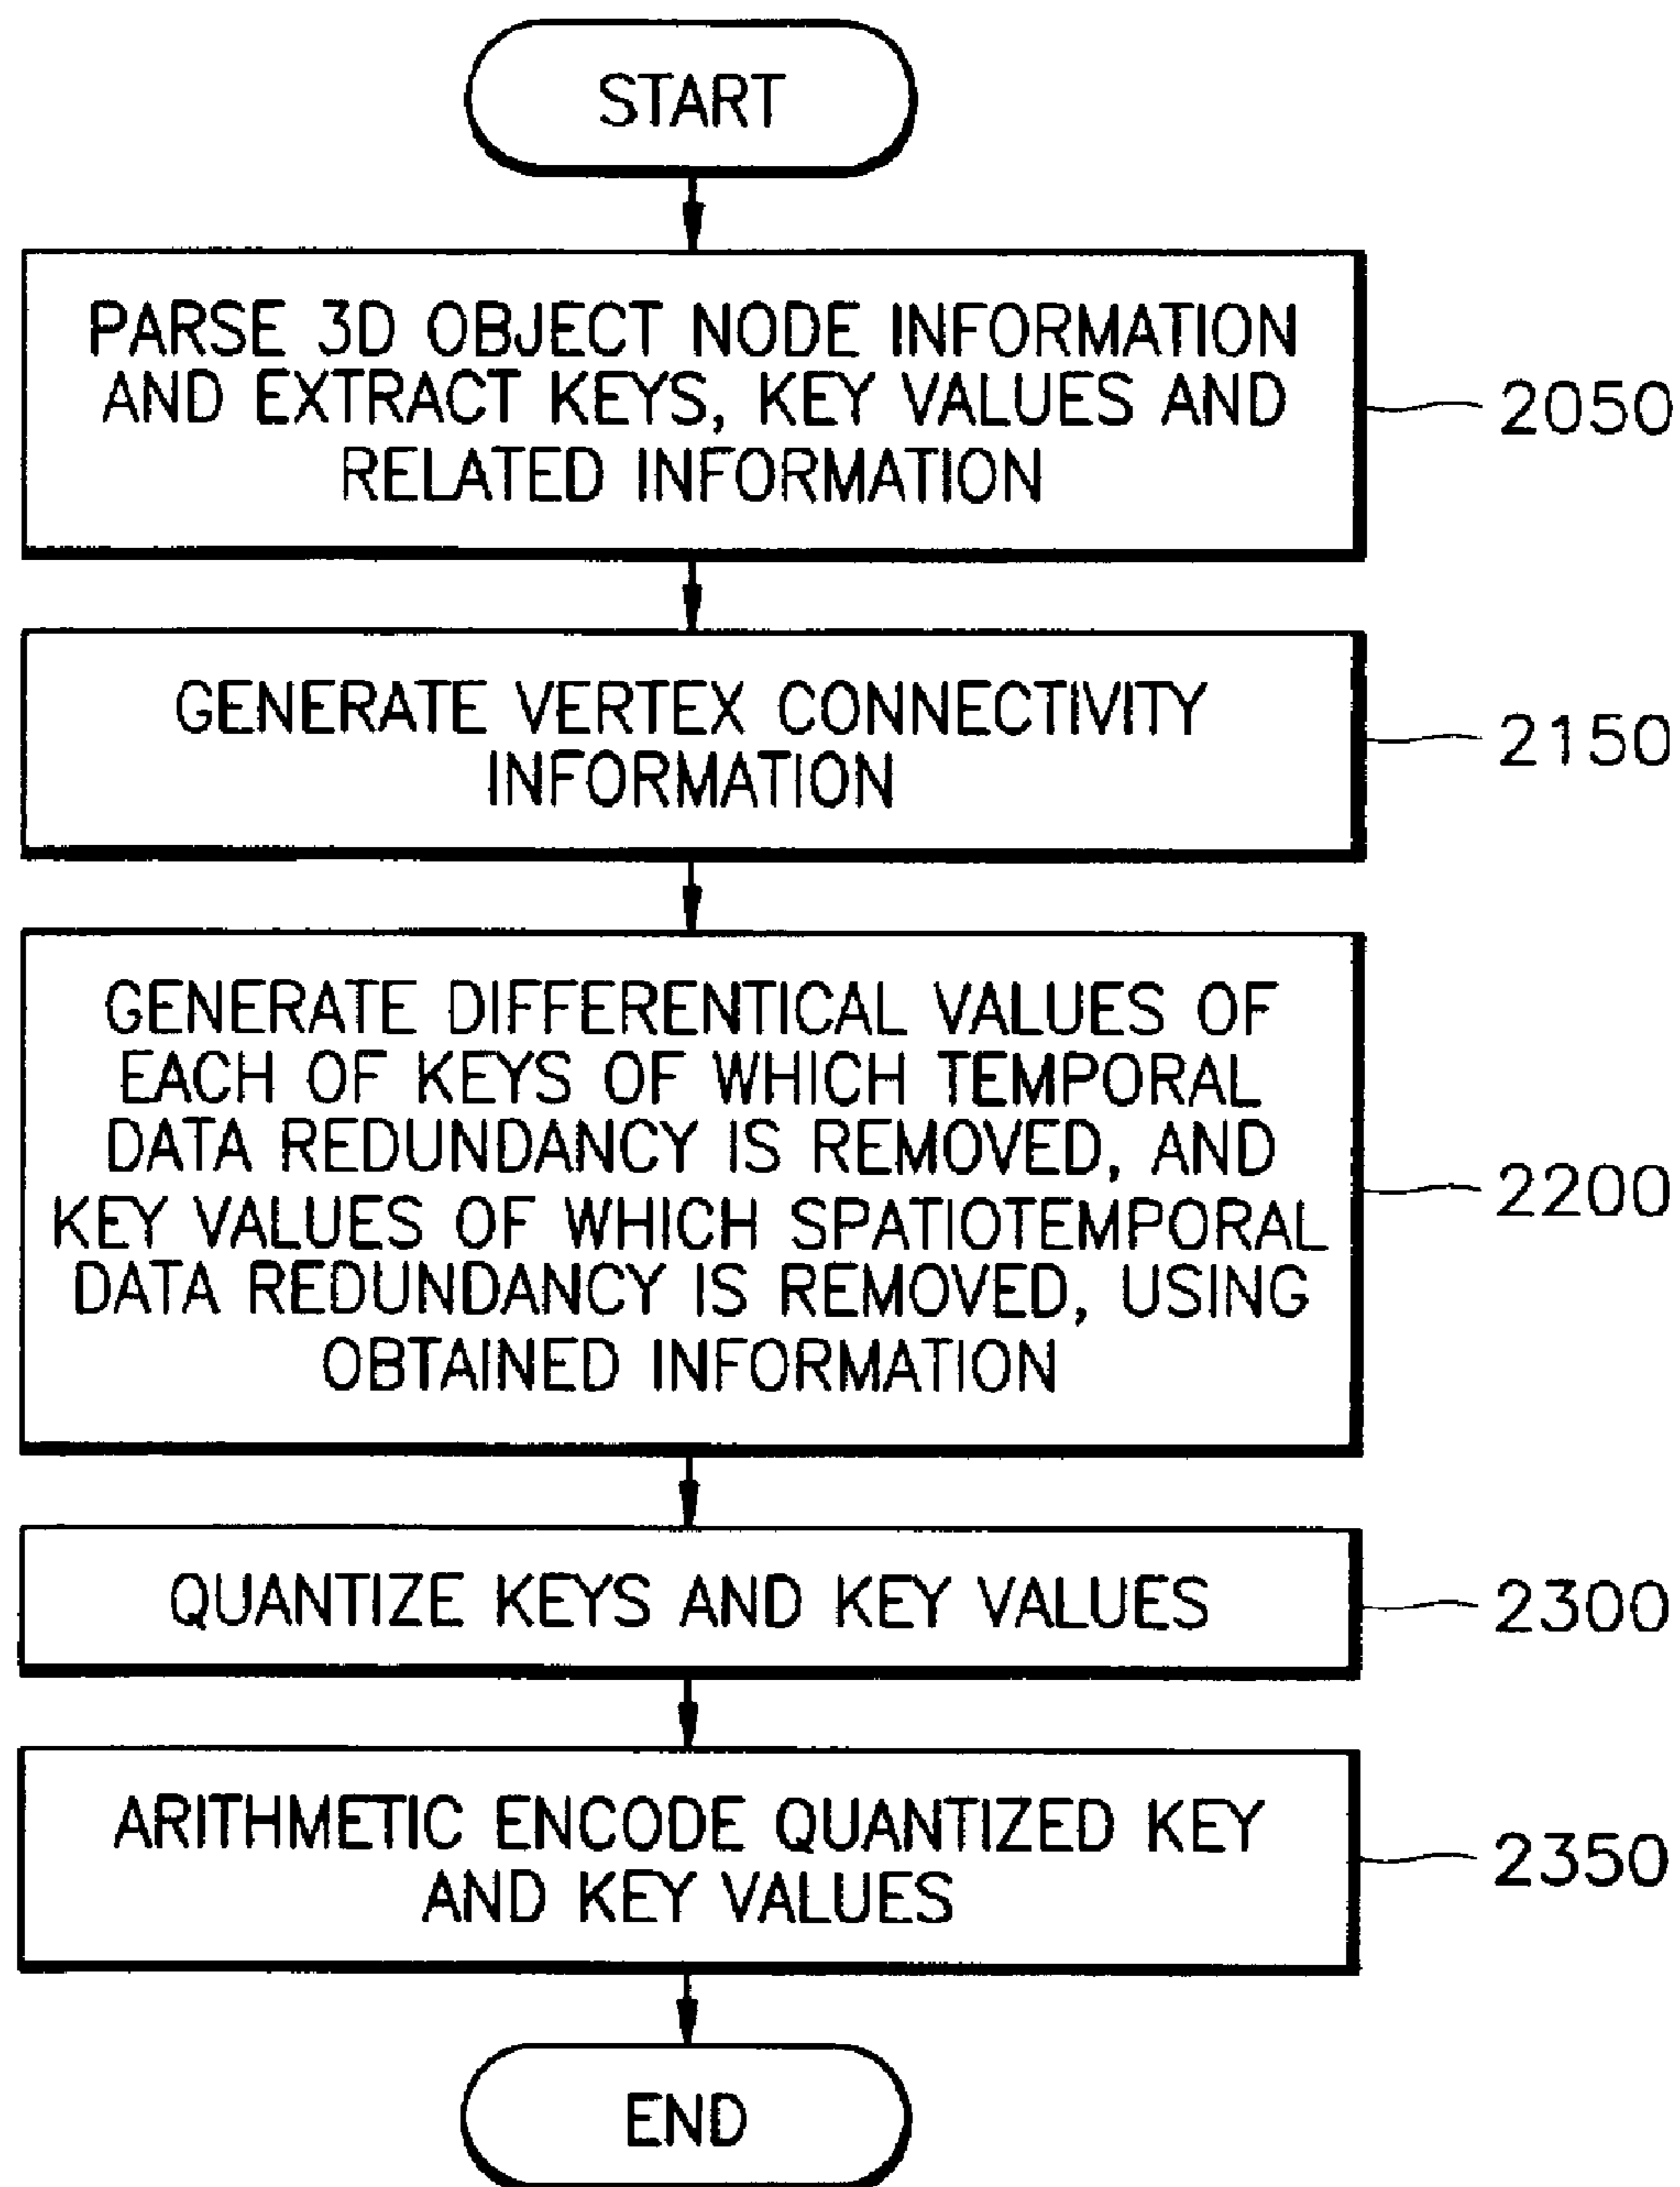 START
PARSE 3D OBJECT NODE INFORMATION
AND EXTRACT KEYS, KEY VALUES AND
RELATED INFORMATION
2050
GENERATE VERTEX CONNECTIVITY
INFORMATION
2150
GENERATE DIFFERENTICAL VALUES OF
EACH OF KEYS OF WHICH TEMPORAL
DATA REDUNDANCY IS REMOVED, AND
KEY VALUES OF WHICH SPATIOTEMPORAL
DATA REDUNDANCY IS REMOVED, USING
OBTAINED INFORMATION
2200
QUANTIZE KEYS AND KEY VALUES
2300
ARITHMETIC ENCODE QUANTIZED KEY
AND KEY VALUES
2350
END